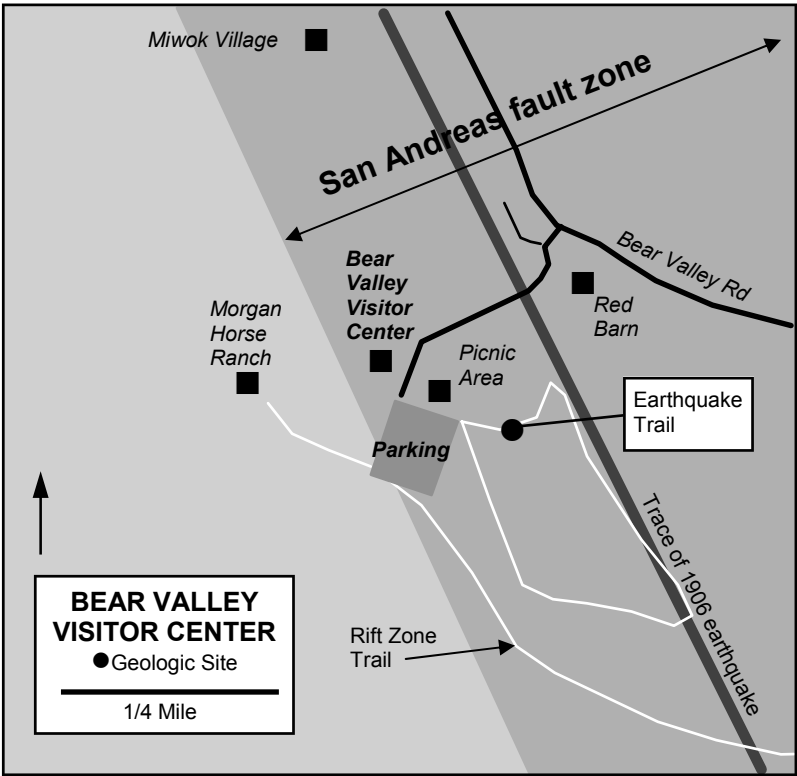 Miwok Village
San Andreas fault zone
Bear Valley Rd
Bear
Valley
Visitor
Center
Morgan
Horse
Ranch
Red
Barn
Picnic
Area
Earthquake
Trail
Parking
Trace of 1906 earthquake
BEAR VALLEY
VISITOR CENTER
Geologic Site
1/4 Mile
Rift Zone
Trail